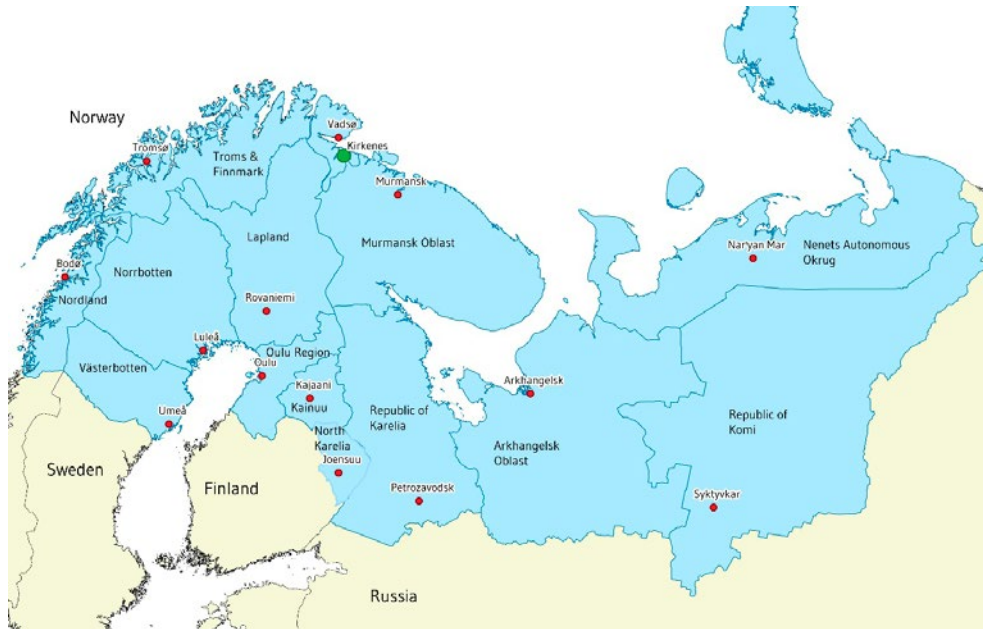 Norway
Vadsø
Kirkenes
Tromsø
Troms &
Finnmark
Murmansk
Lapland
Murmansk Oblast
Nar'yan Mar
Nenets Autonomous
Okrug
Bodø
Norrbotten
Nordland
Rovaniemi
Luleå
Oulu Region
Oulu
Västerbotten
Kajaani
Kainuu
Arkhangelsk
Umeå
Republic of
Karelia
Republic of
Komi
North
Karelia
Joensuu
Arkhangelsk
Oblast
Sweden
Finland
Petrozavodsk
Syktyvkar
Russia